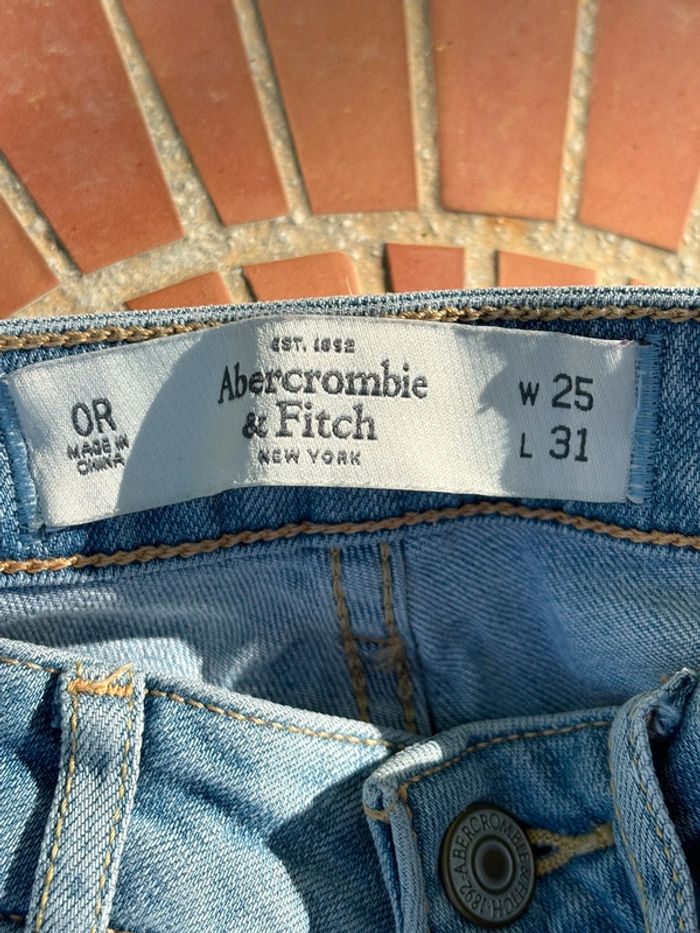 0R
MADE IN
CHINA
EST. 1892
Abercrombie
& Fitch
NEW YORK
W 25
L 31
ABERCROMBIE & FITCH 1892